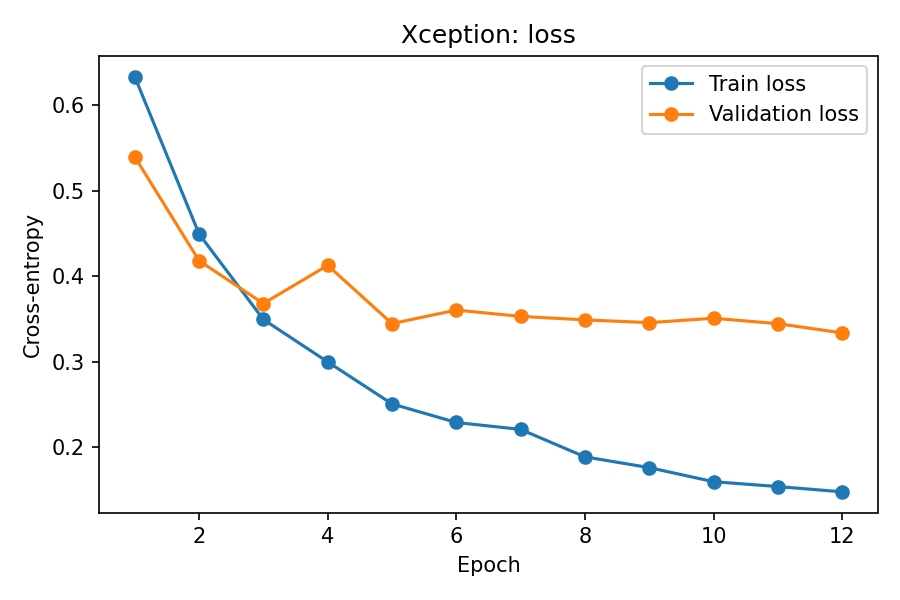 Xception: loss
Train loss
Validation loss
Cross-entropy
0.6
0.5
0.4
0.3
0.2
2 4 6 8 10 12
Epoch